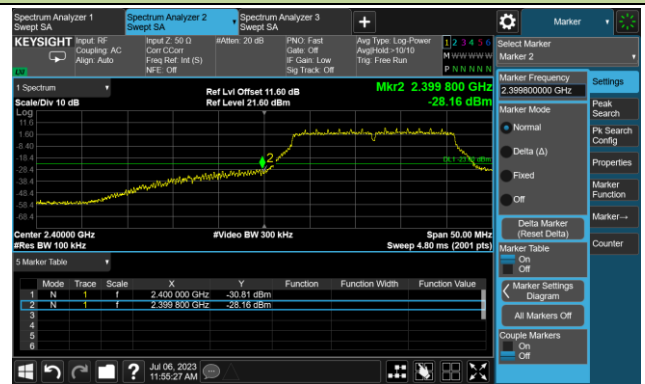 Spectrum Analyzer 1
Swept SA
Spectrum Analyzer 2
Swept SA
Spectrum Analyzer 3
Swept SA
+
Marker
KEYSIGHT
Input: RF
Coupling: AC
Align: Auto
Input Z: 50 Ω
Corr CCorr
Freq Ref: Int (S)
NFE: Off
#Atten: 20 dB
PNO: Fast
Gate: Off
IF Gain: Low
Sig Track: Off
Avg Type: Log-Power
Avg|Hold:>10/10
Trig: Free Run
1 2 3 4 5 6
M W W W W W
P N N N N N
LW
Select Marker
Marker 2
1 Spectrum
Scale/Div 10 dB
Log
Ref Lvl Offset 11.60 dB
Ref Level 21.60 dBm
Mkr2 2.399 800 GHz
-28.16 dBm
11.6
1.60
-8.40
-18.4
-28.4
-38.4
-48.4
-58.4
-68.4
2
Center 2.40000 GHz
#Res BW 100 kHz
#Video BW 300 kHz
Span 50.00 MHz
Sweep 4.80 ms (2001 pts)
5 Marker Table
Mode Trace Scale X Y Function Function Width Function Value
1 N 1 f 2.400 000 GHz -30.81 dBm
2 N 1 f 2.399 800 GHz -28.16 dBm
3
4
5
6
Marker Frequency
2.399800000 GHz
Marker Mode
Normal
Delta (Δ)
Fixed
Off
Delta Marker
(Reset Delta)
Marker Table
On
Off
Marker Settings
Diagram
All Markers Off
Couple Markers
On
Off
Settings
Peak
Search
Pk Search
Config
Properties
Marker
Function
Marker→
Counter
?
Jul 06, 2023
11:55:27 AM